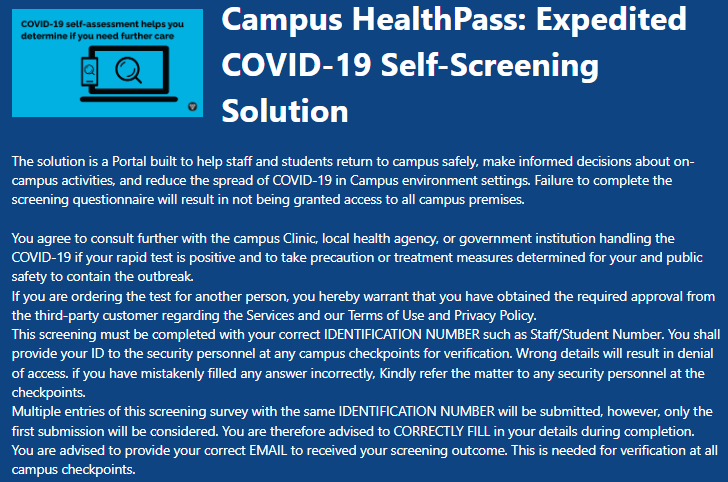 COVID-19 self-assessment helps you
determine if you need further care
Campus HealthPass: Expedited
COVID-19 Self-Screening
Solution
The solution is a Portal built to help staff and students return to campus safely, make informed decisions about on-
campus activities, and reduce the spread of COVID-19 in Campus environment settings. Failure to complete the
screening questionnaire will result in not being granted access to all campus premises.
You agree to consult further with the campus Clinic, local health agency, or government institution handling the
COVID-19 if your rapid test is positive and to take precaution or treatment measures determined for your and public
safety to contain the outbreak.
If you are ordering the test for another person, you hereby warrant that you have obtained the required approval from
the third-party customer regarding the Services and our Terms of Use and Privacy Policy.
This screening must be completed with your correct IDENTIFICATION NUMBER such as Staff/Student Number. You shall
provide your ID to the security personnel at any campus checkpoints for verification. Wrong details will result in denial
of access. if you have mistakenly filled any answer incorrectly, Kindly refer the matter to any security personnel at the
checkpoints.
Multiple entries of this screening survey with the same IDENTIFICATION NUMBER will be submitted, however, only the
first submission will be considered. You are therefore advised to CORRECTLY FILL in your details during completion.
You are advised to provide your correct EMAIL to received your screening outcome. This is needed for verification at all
campus checkpoints.